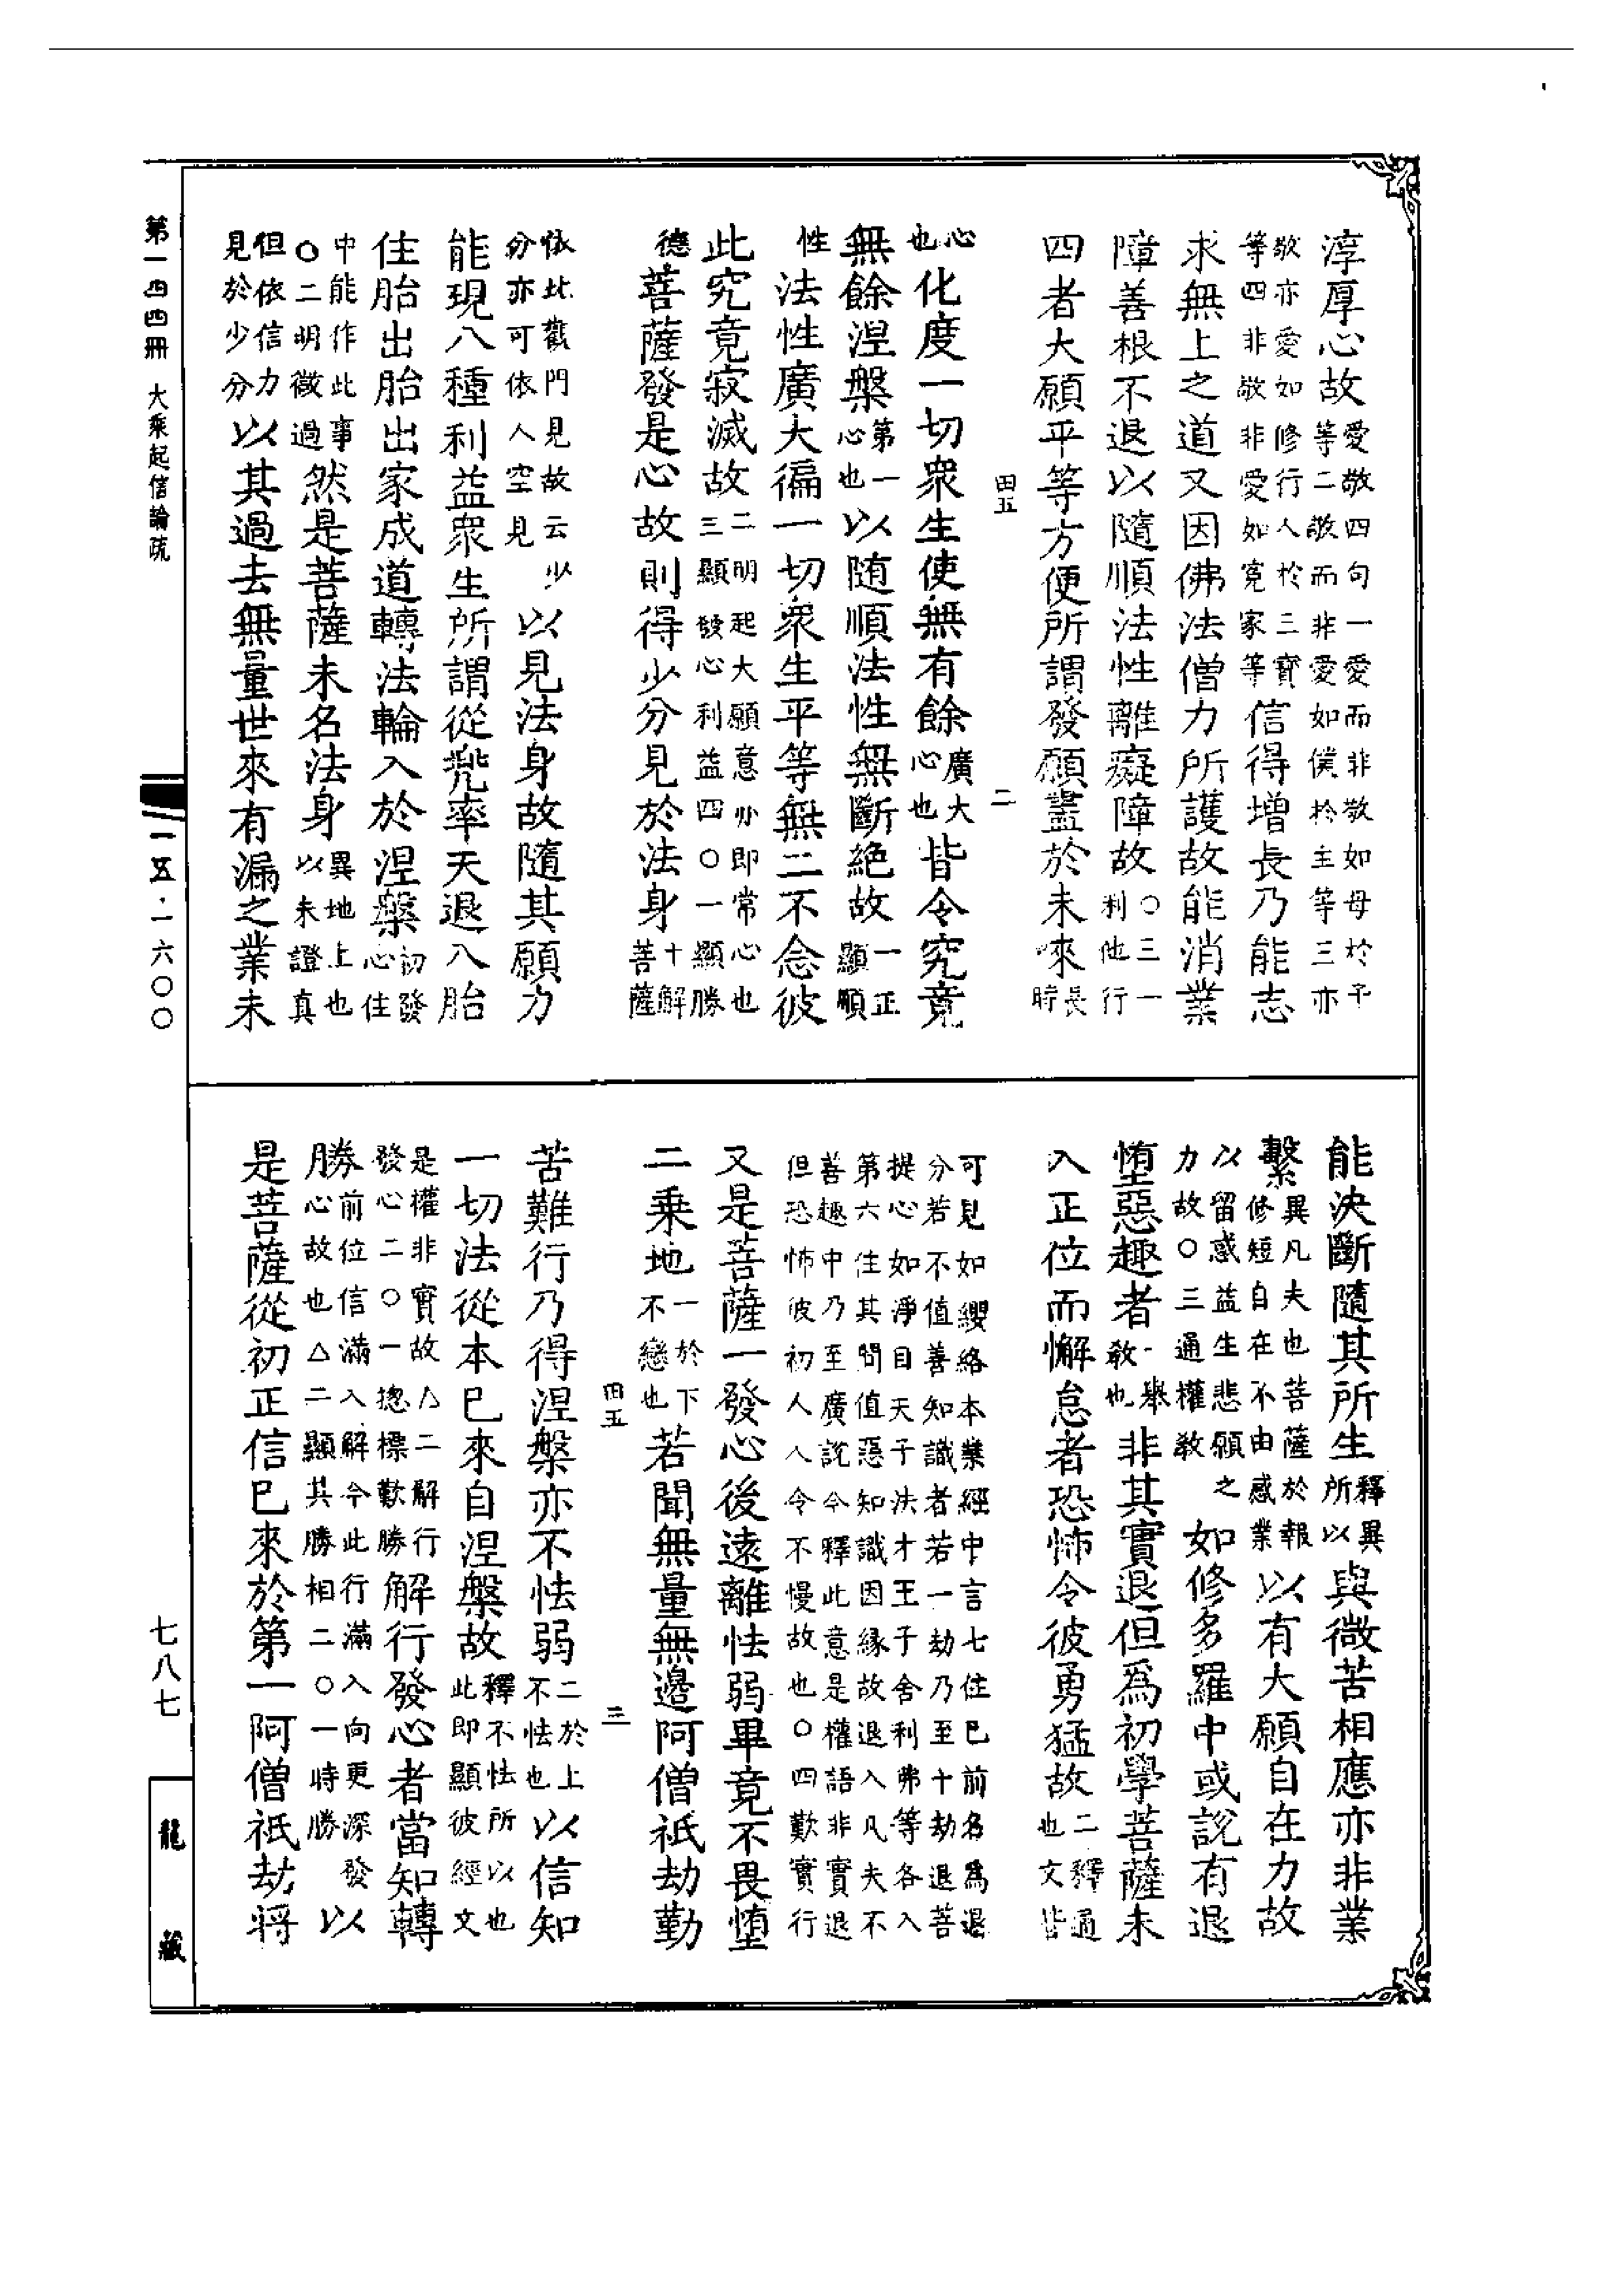 淳厚心故愛敬四句一愛而非敬如母於子
等二敬而非愛如僕於主等三亦
敬亦愛如修行人於三寶
等四非敬非愛如寃家等信得增長乃能志
求無上之道又因佛法僧力所護故能消業
障善根不退以隨順法性離癡障故○三一
利他行
四者大願平等方便所謂發願盡於未來長
時
田五
二
心
也化度一切衆生使無有餘廣大
心也皆令究竟
無餘涅槃第一
心也以随順法性無斷絶故一正
顯順
性法性廣大徧一切衆生平等無二不念彼
此究竟寂滅故二明起大願意亦即常心也
三顯發心利益四○一顯勝
德菩薩發是心故則得少分見於法身十解
菩薩
依此觀門見故云少
分亦可依人空見以見法身故隨其願力
能現八種利益衆生所謂從兜率天退入胎
住胎出胎出家成道轉法輪入於涅槃初發
心住
中能作此事
○二明微過然是菩薩未名法身異地上也
以未證真
但依信力
見於少分以其過去無量世來有漏之業未
第一四四冊 大乘起信論疏
一五·一六○○
能決斷隨其所生釋異
所以與微苦相應亦非業
繫異凡夫也菩薩於報
修短自在不由惑業以有大願自在力故
以留惑益生悲願之
力故○三通權教如修多羅中或説有退
墮惡趣者一舉
教也非其實退但爲初學菩薩未
入正位而懈怠者恐怖令彼勇猛故二釋通
也文皆
可見如纓絡本業經中言七住已前名爲退
分若不值善知識者若一劫乃至十劫退菩
提心如淨目天子法才王子舍利弗等各入
第六住其間值惡知識因緣故退入凡夫不
善趣中乃至廣説今釋此意是權語非實退
但恐怖彼初人人令不慢故也○四歎實行
又是菩薩一發心後遠離怯弱畢竟不畏墮
二乘地一於下
不戀也若聞無量無邊阿僧祇劫勤
四五
三
苦難行乃得涅槃亦不怯弱二於上
不怯也以信知
一切法從本已來自涅槃故釋不怯所以也
此即顯彼經文
是權非實故△二解行
發心二○一揔標歎勝解行發心者當知轉
勝前位信滿入解今此行滿入向更深發
心故也△二顯其勝相二○一時勝以
是菩薩從初正信已來於第一阿僧祇劫將
七八七
龍藏